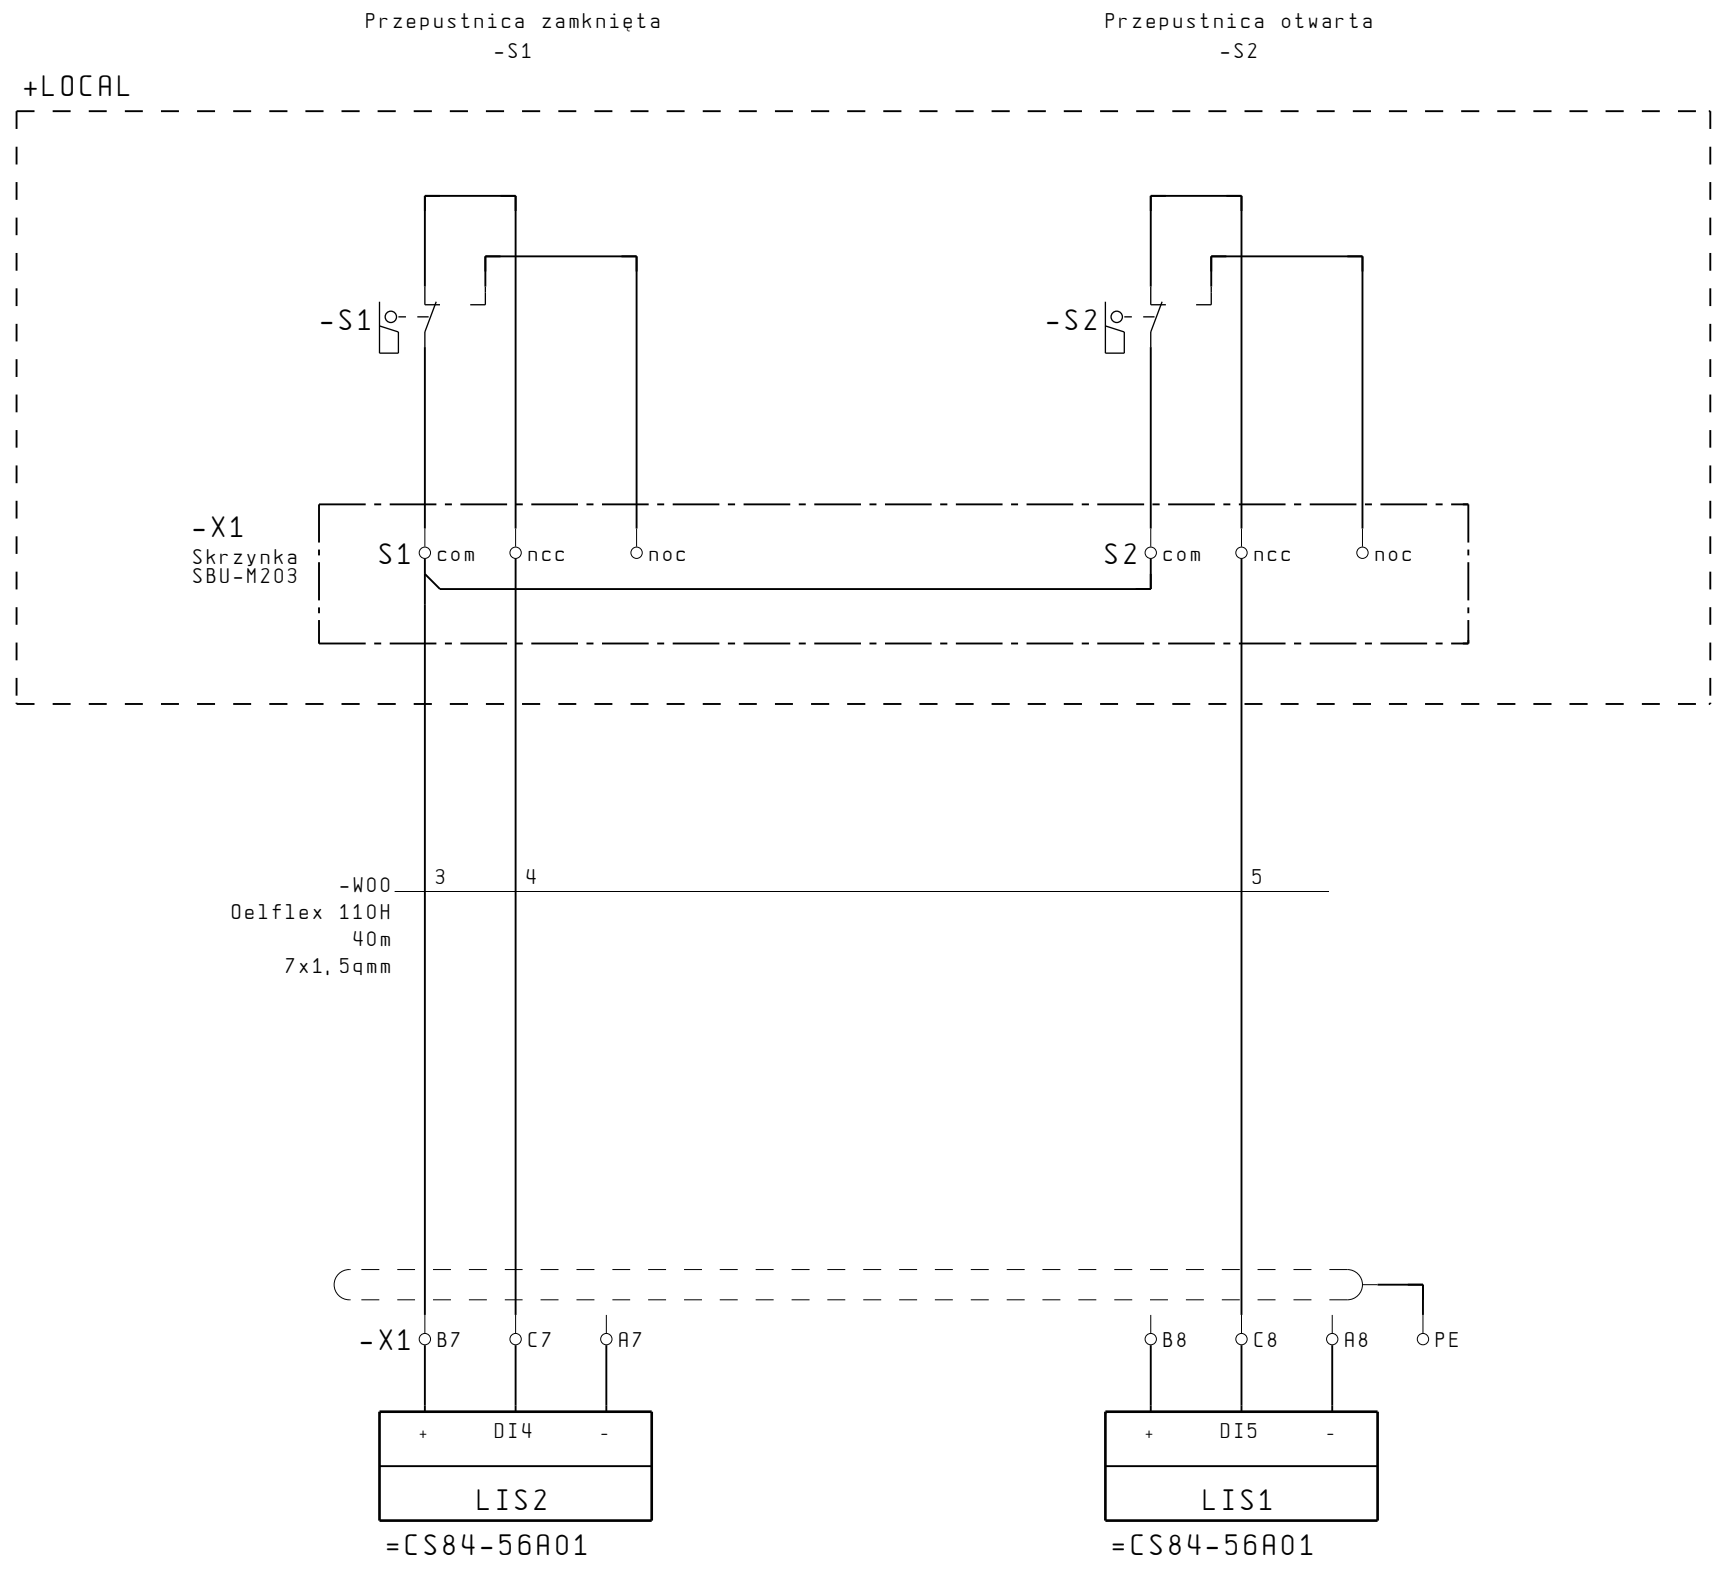 Przepustnica zamknięta
-S1
Przepustnica otwarta
-S2
+LOCAL
-S1
-S2
-X1
Skrzynka
SBU-M203
S1 com ncc noc
S2 com ncc noc
3 4 5
-W00
Oelflex 110H
40m
7x1,5qmm
-X1 B7 C7 A7 B8 C8 A8 PE
+ DI4 -
LIS2
=CS84-56A01
+ DI5 -
LIS1
=CS84-56A01